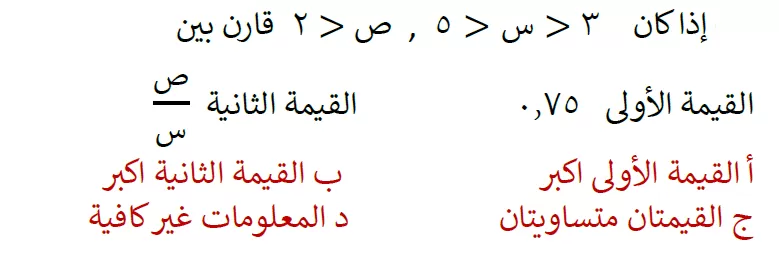 إذا كان ٣ < س < ٥ , ص < ٢ قارن بين
القيمة الأولى ٠,٧٥ القيمة الثانية ص/س
أ القيمة الأولى اكبر ب القيمة الثانية اكبر
ج القيمتان متساويتان د المعلومات غير كافية